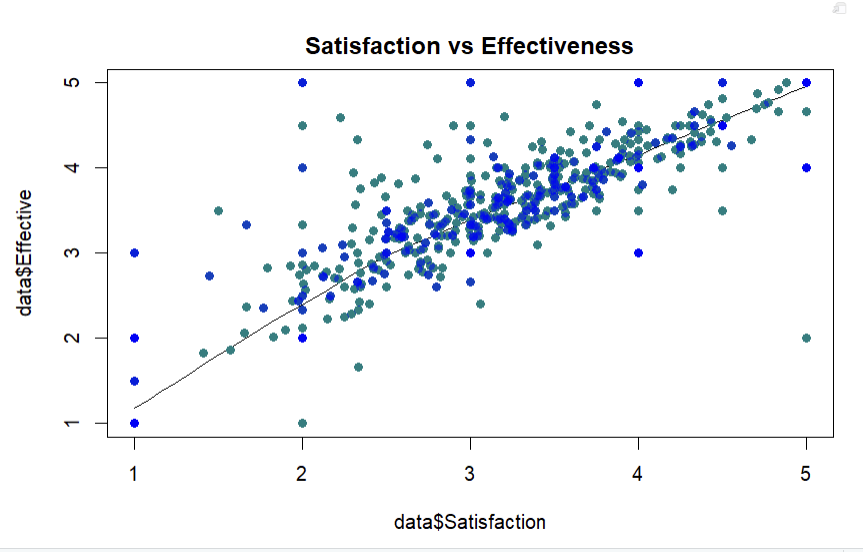 Satisfaction vs Effectiveness
data$Effective
5
4
3
2
1
1 2 3 4 5
data$Satisfaction